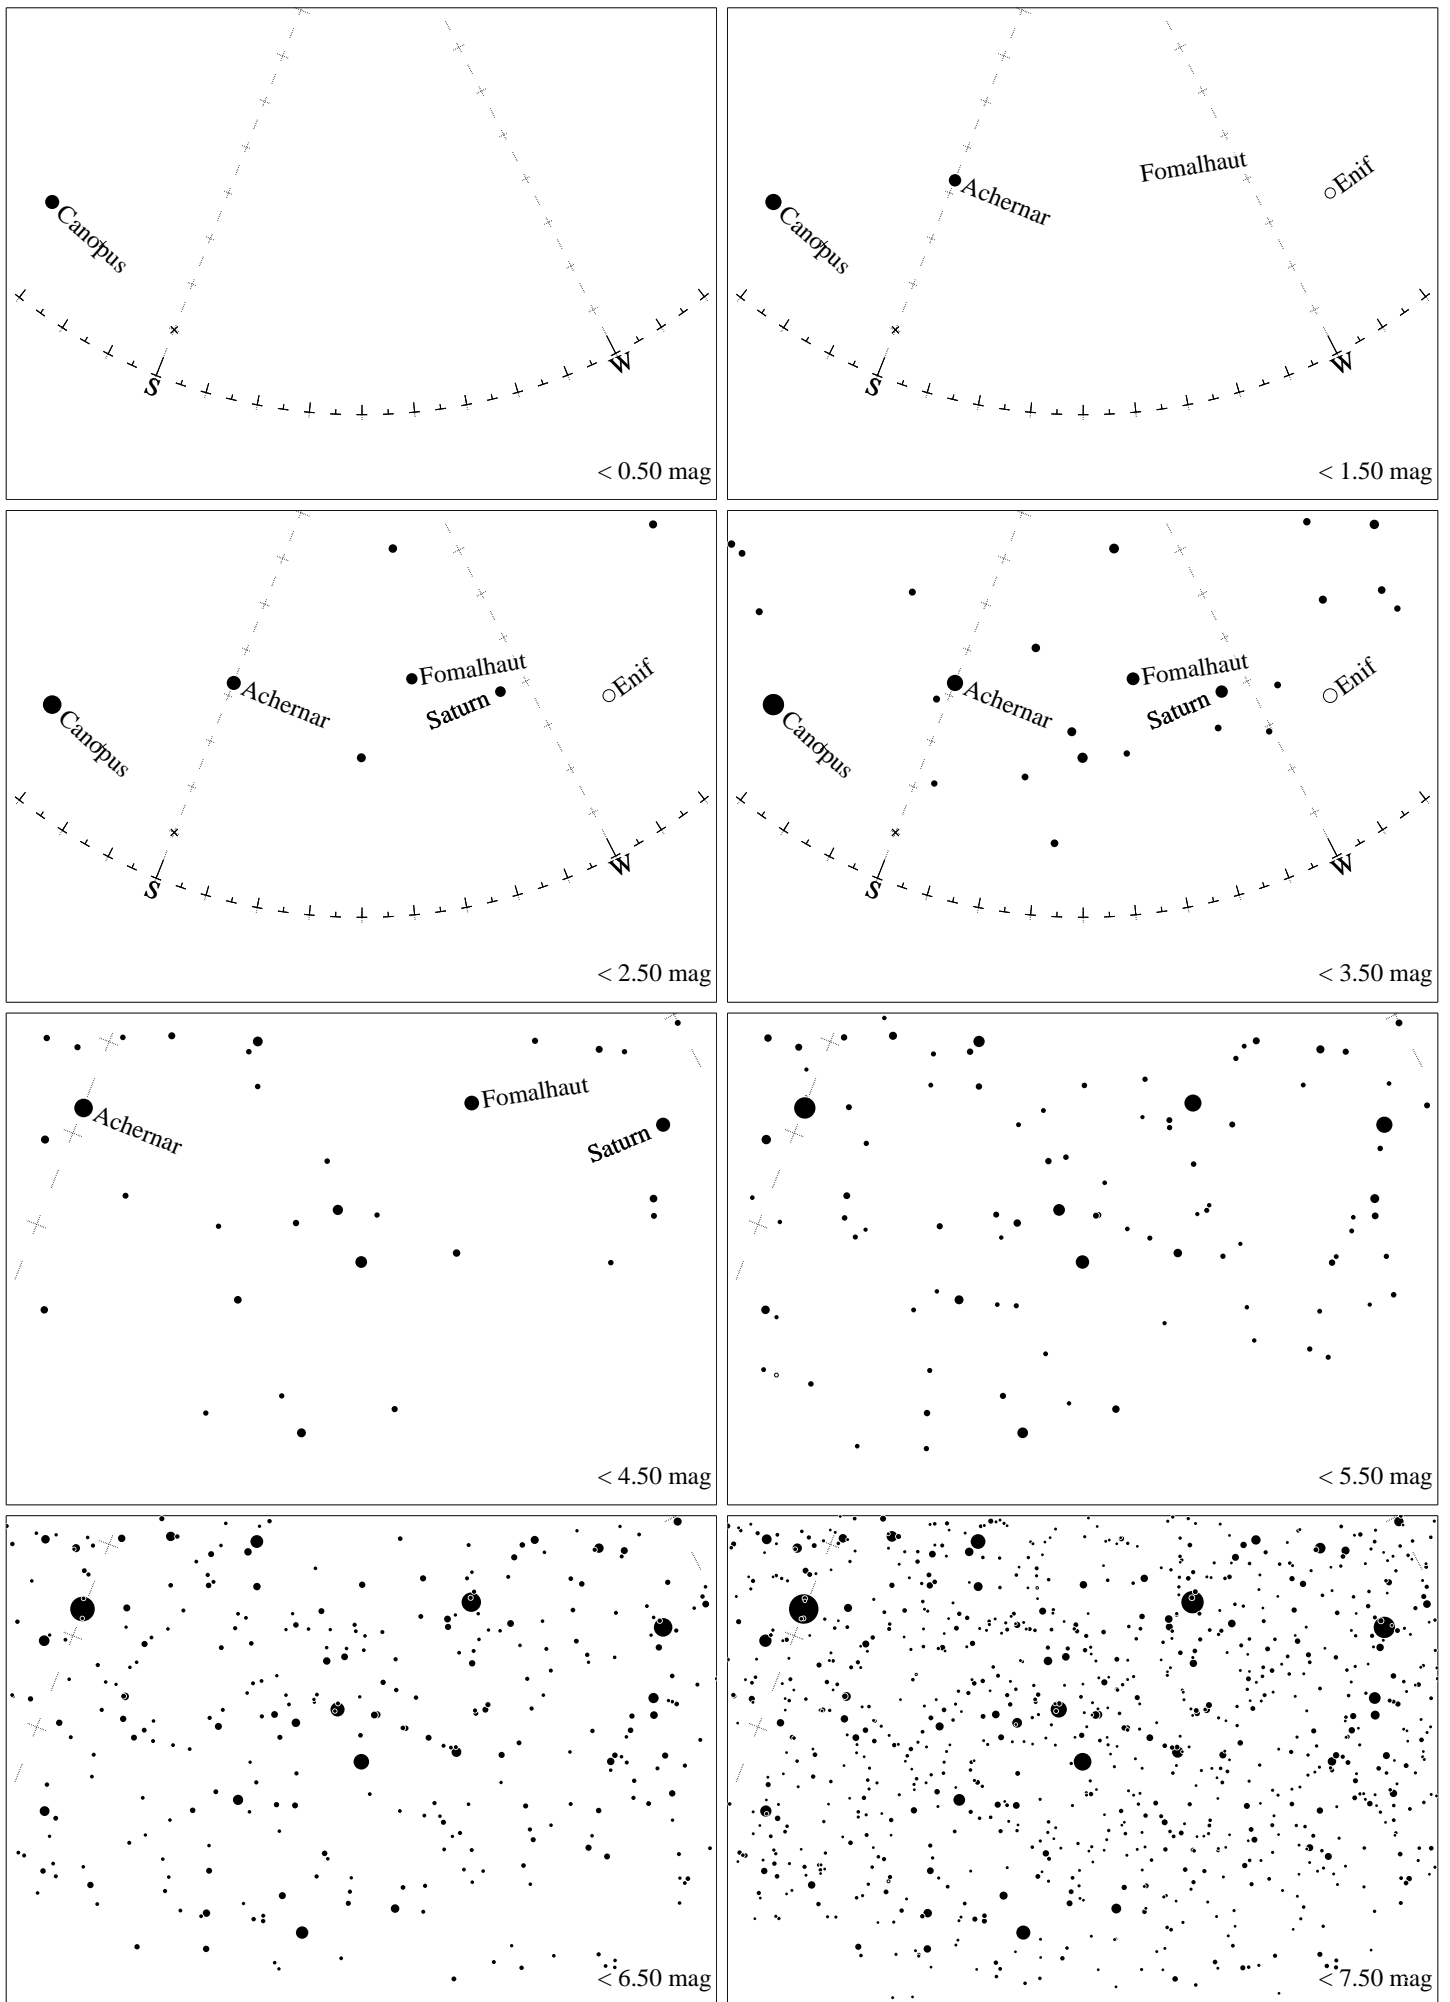 Canopus
S
W
< 0.50 mag
Achernar
Fomalhaut
Enif
Canopus
S
W
< 1.50 mag
Fomalhaut
Enif
Achernar
Saturn
Canopus
S
W
< 2.50 mag
Fomalhaut
Enif
Achernar
Saturn
Canopus
S
W
< 3.50 mag
Fomalhaut
Achernar
Saturn
< 4.50 mag
< 5.50 mag
< 6.50 mag
< 7.50 mag